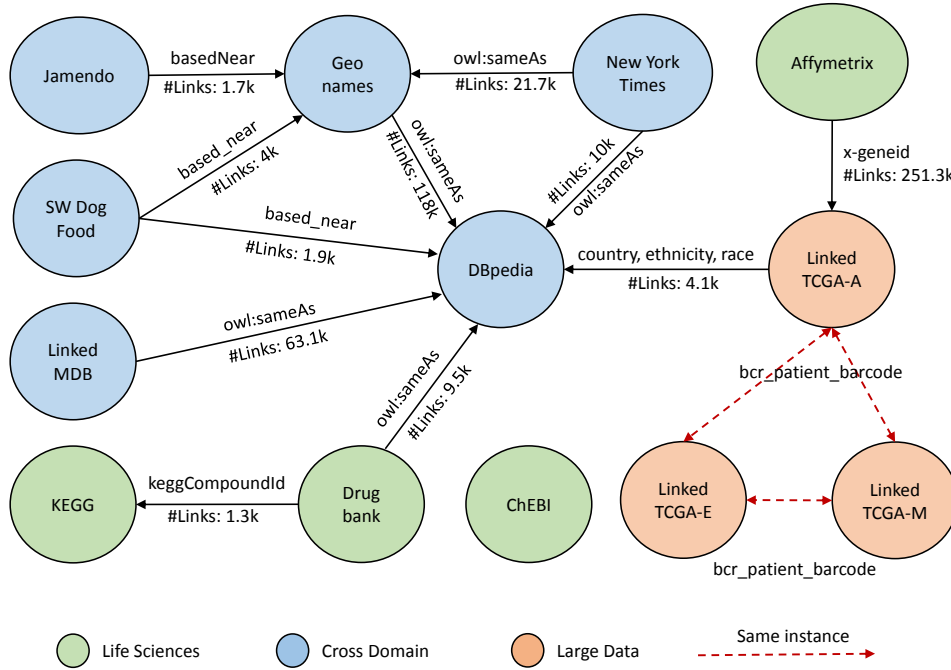 Jamendo
basedNear
#Links: 1.7k
Geo
names
owl:sameAs
#Links: 21.7k
New York
Times
Affymetrix
based_near
#Links: 4k
owl:sameAs
#Links: 118k
#Links: 10k
owl:sameAs
x-geneid
#Links: 251.3k
SW Dog
Food
based_near
#Links: 1.9k
DBpedia
country, ethnicity, race
#Links: 4.1k
Linked
TCGA-A
Linked
MDB
owl:sameAs
#Links: 63.1k
owl:sameAs
#Links: 9.5k
bcr_patient_barcode
KEGG
keggCompoundId
#Links: 1.3k
Drug
bank
ChEBI
Linked
TCGA-E
Linked
TCGA-M
bcr_patient_barcode
Life Sciences
Cross Domain
Large Data
Same instance